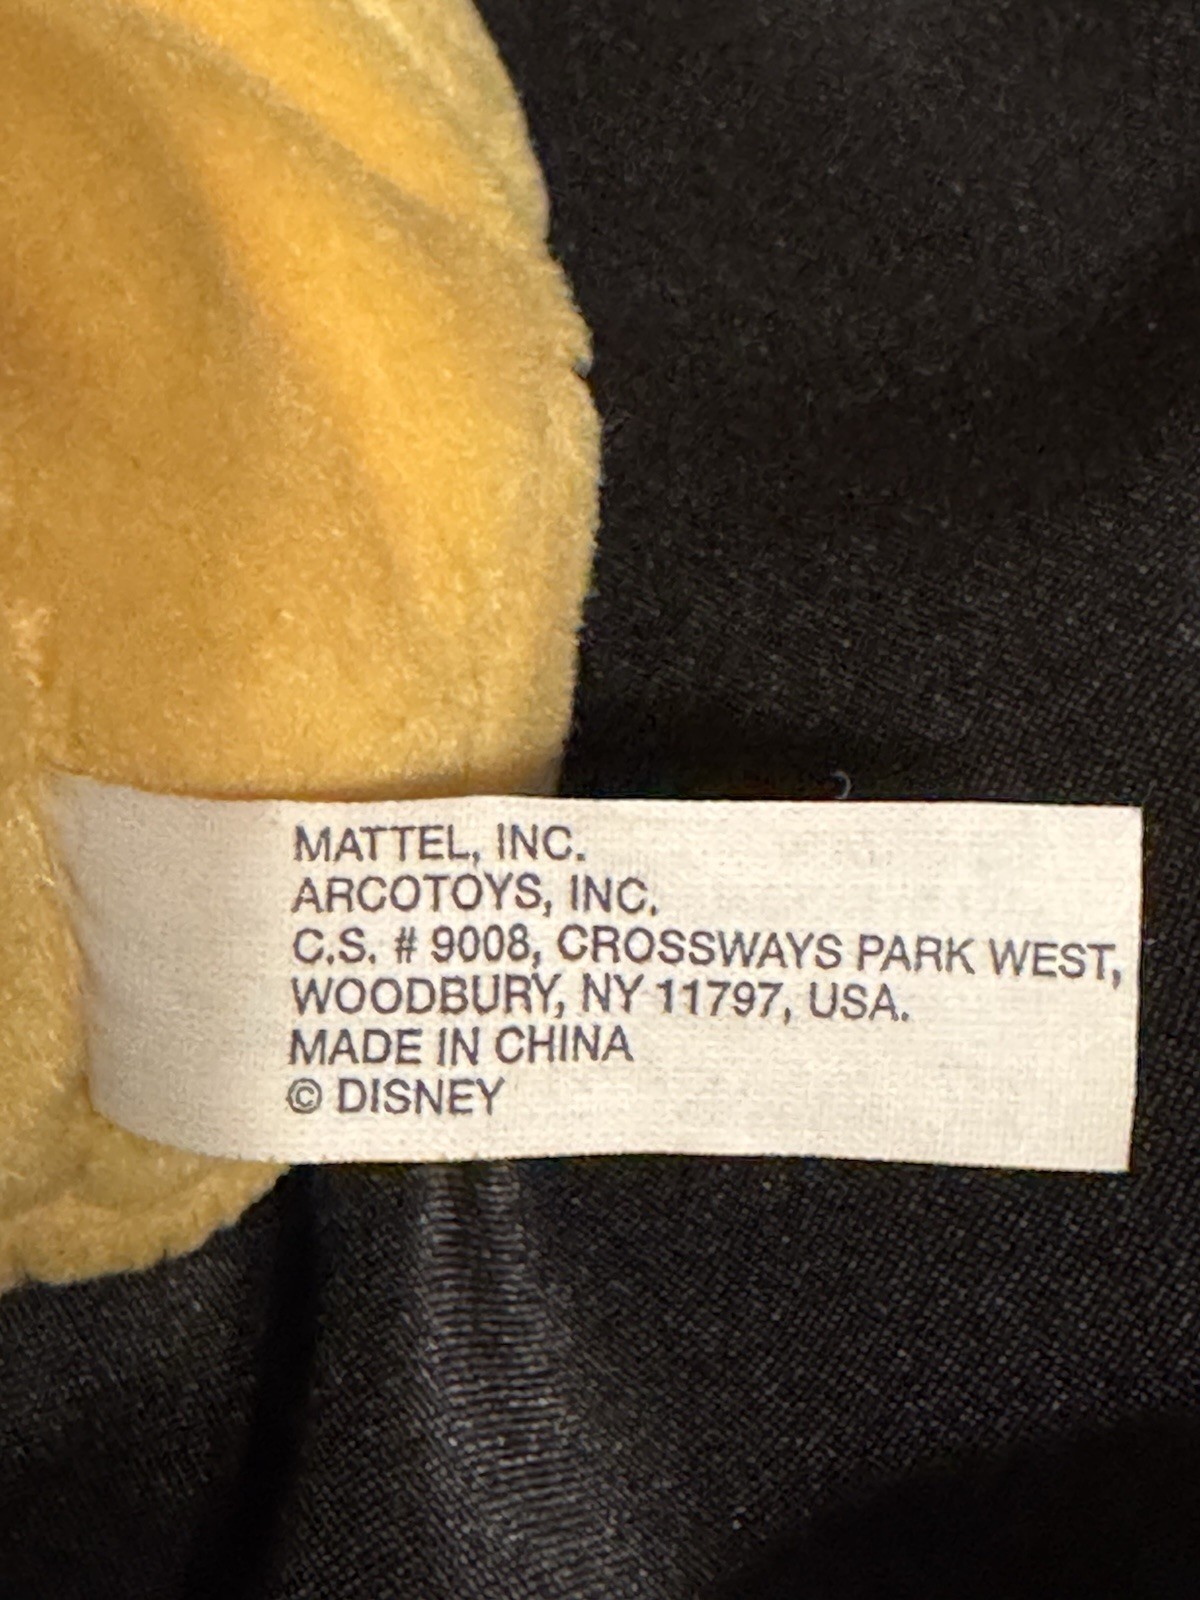 MATTEL, INC.
ARCOTOYS, INC.
C.S. # 9008, CROSSWAYS PARK WEST,
WOODBURY, NY 11797, USA.
MADE IN CHINA
© DISNEY